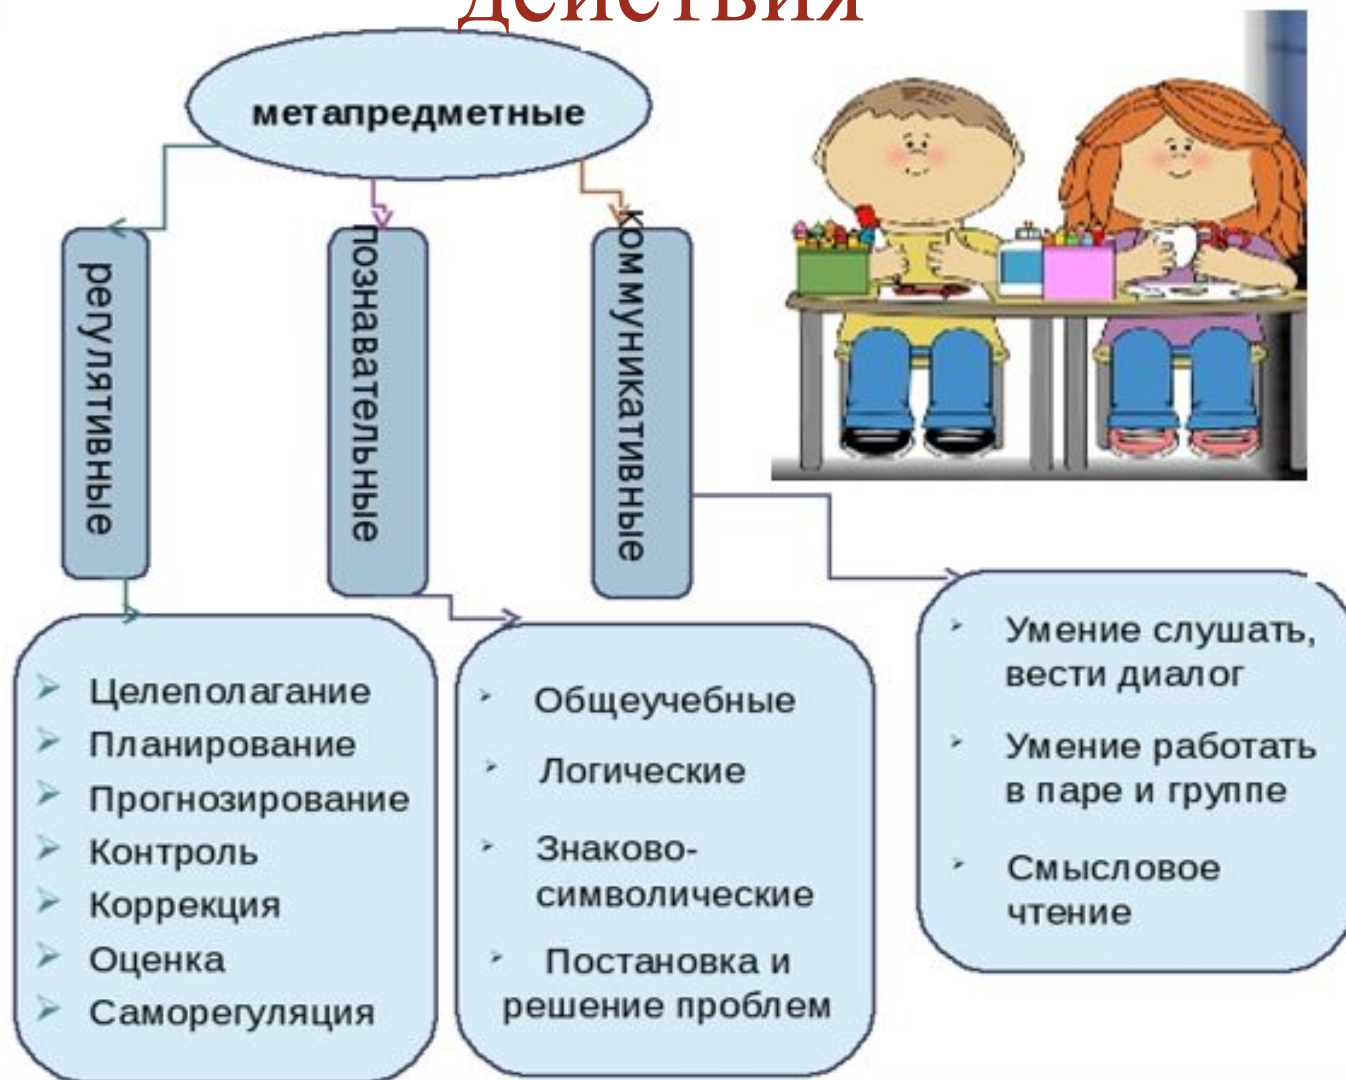 действия
метапредметные
регулятивные
познавательные
коммуникативные
Целеполагание
Планирование
Прогнозирование
Контроль
Коррекция
Оценка
Саморегуляция
Общеучебные
Логические
Знаково-
символические
Постановка и
решение проблем
Умение слушать,
вести диалог
Умение работать
в паре и группе
Смысловое
чтение